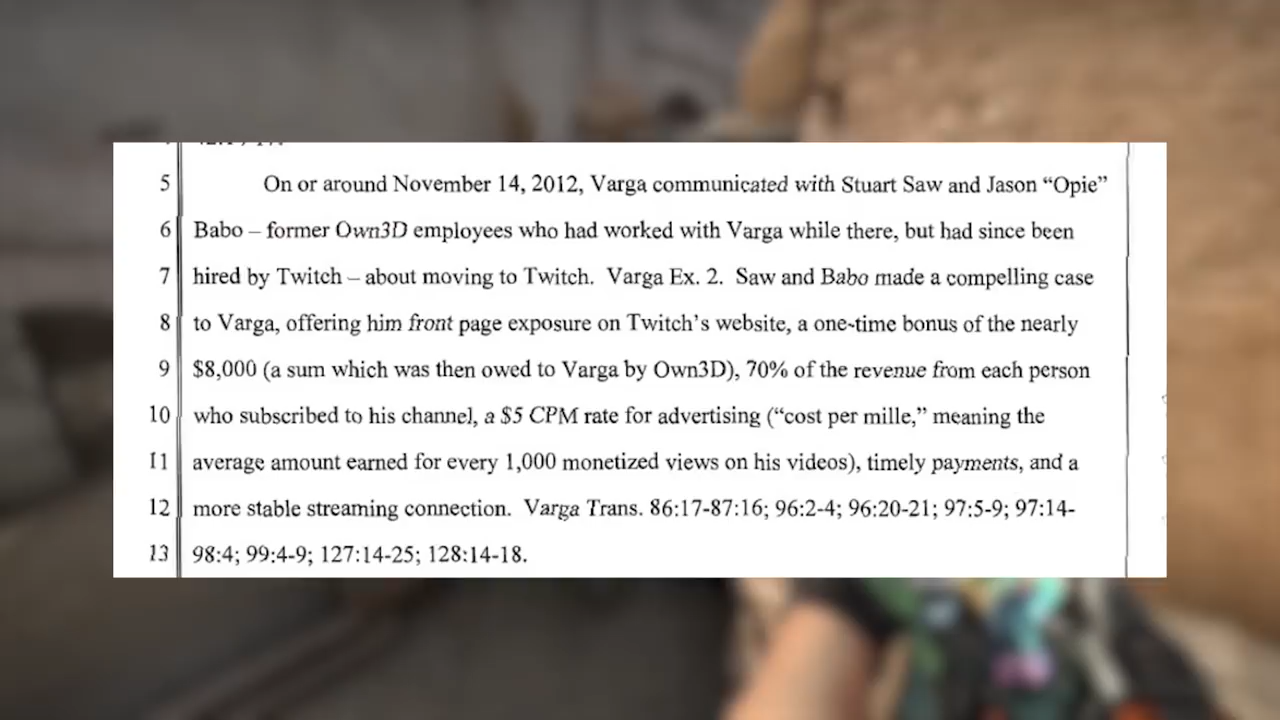 5 On or around November 14, 2012, Varga communicated with Stuart Saw and Jason “Opie”
6 Babo – former Own3D employees who had worked with Varga while there, but had since been
7 hired by Twitch – about moving to Twitch. Varga Ex. 2. Saw and Babo made a compelling case
8 to Varga, offering him front page exposure on Twitch’s website, a one-time bonus of the nearly
9 $8,000 (a sum which was then owed to Varga by Own3D), 70% of the revenue from each person
10 who subscribed to his channel, a $5 CPM rate for advertising (“cost per mille,” meaning the
11 average amount earned for every 1,000 monetized views on his videos), timely payments, and a
12 more stable streaming connection. Varga Trans. 86:17-87:16; 96:2-4; 96:20-21; 97:5-9; 97:14-
13 98:4; 99:4-9; 127:14-25; 128:14-18.